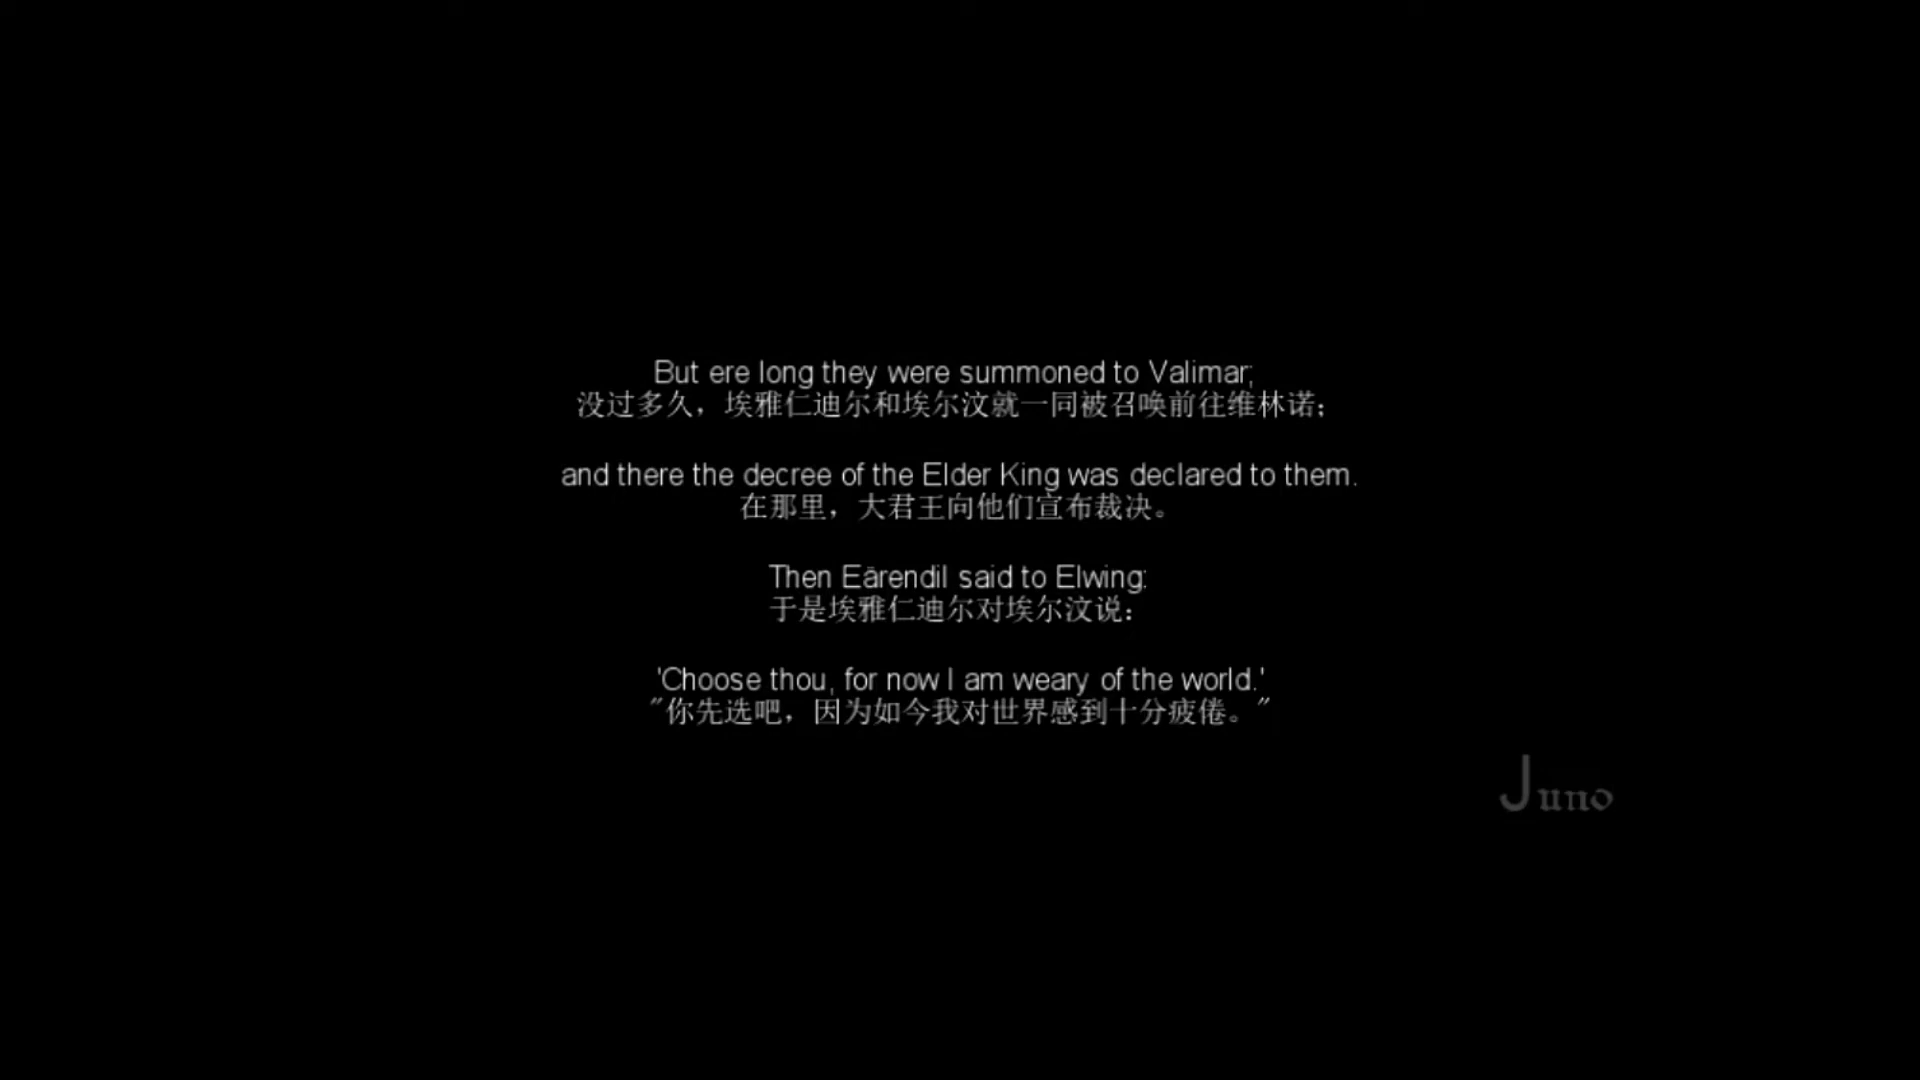 But ere long they were summoned to Valimar;
没过多久，埃雅仁迪尔和埃尔汶就一同被召唤前往维林诺；
and there the decree of the Elder King was declared to them.
在那里，大君王向他们宣布裁决。
Then Eärendil said to Elwing:
于是埃雅仁迪尔对埃尔汶说：
'Choose thou, for now I am weary of the world.'
"你先选吧，因为如今我对世界感到十分疲倦。"
Juno